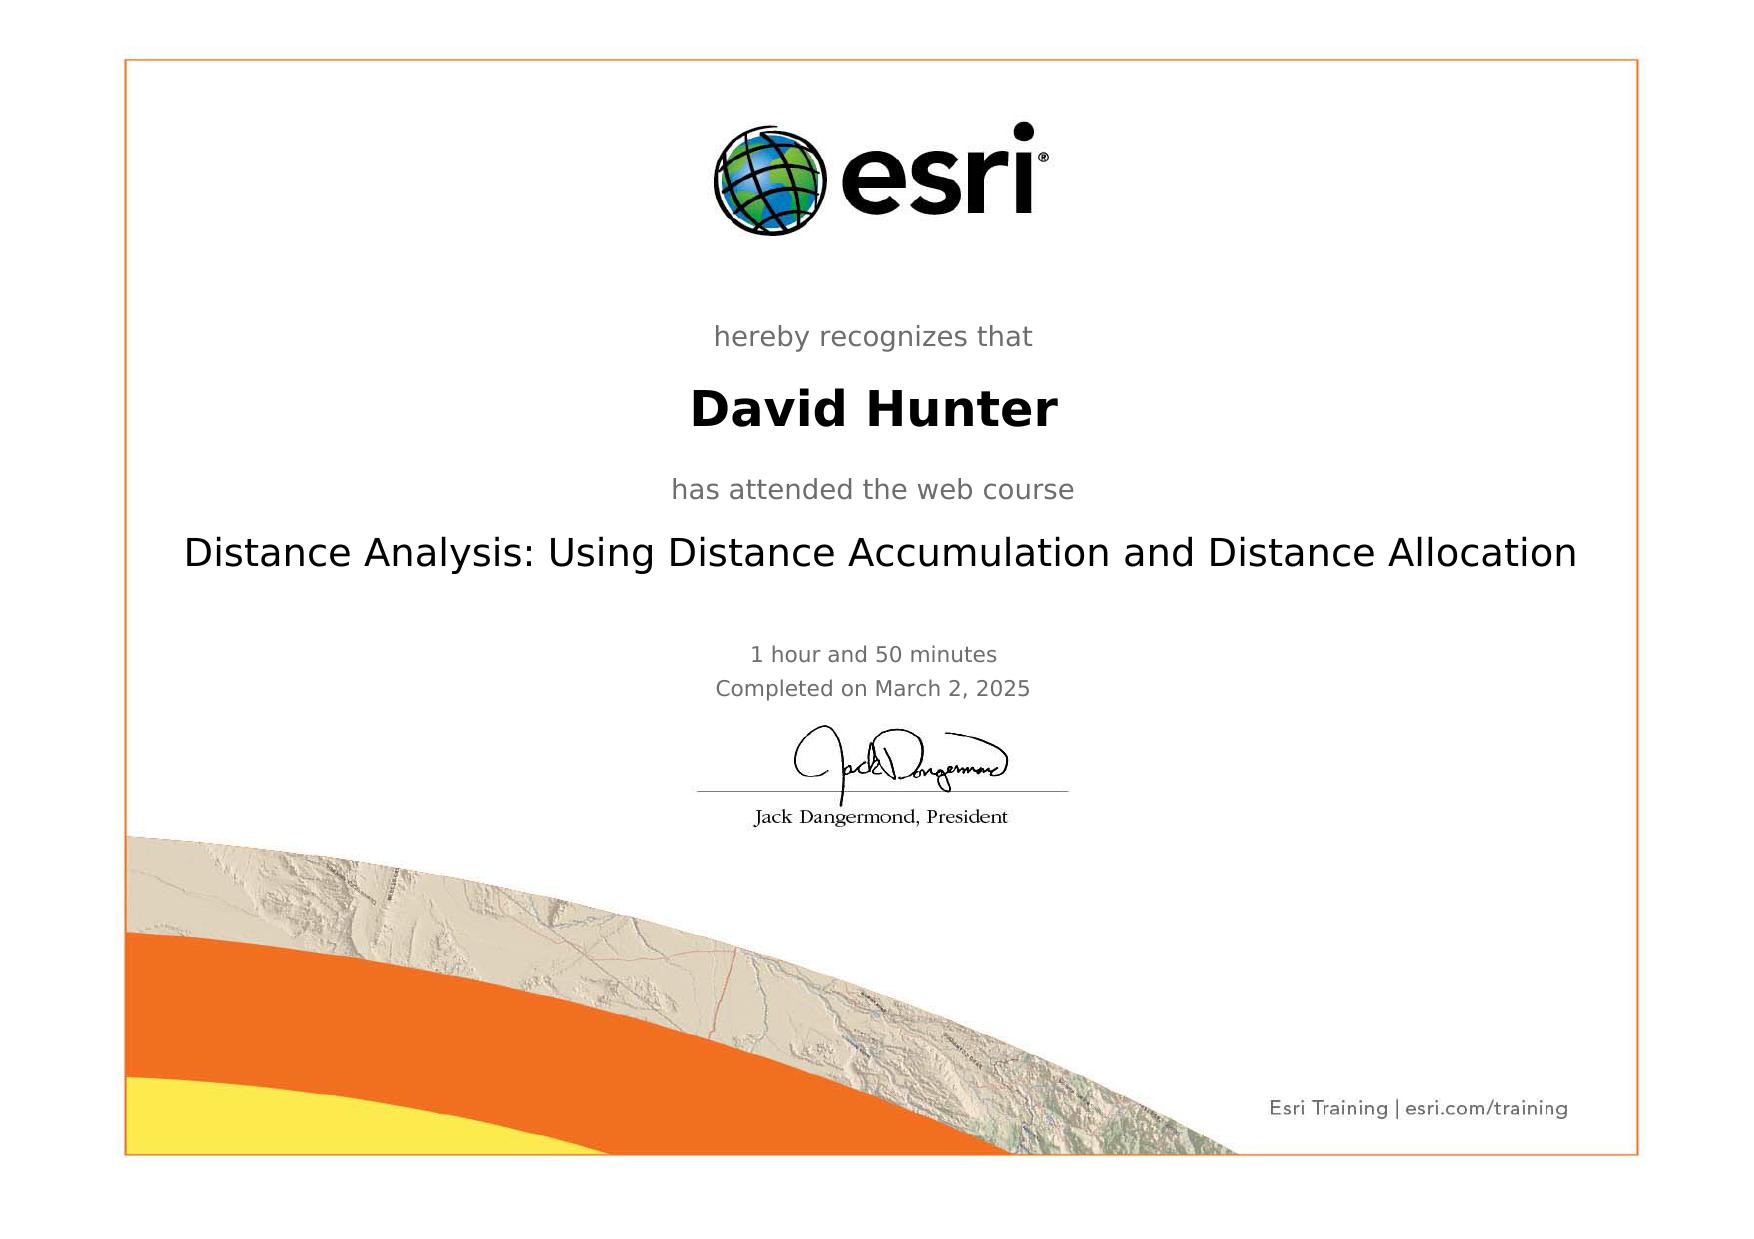 esri®
hereby recognizes that
David Hunter
has attended the web course
Distance Analysis: Using Distance Accumulation and Distance Allocation
1 hour and 50 minutes
Completed on March 2, 2025
Jack Dangermond
Jack Dangermond, President
Esri Training | esri.com/training